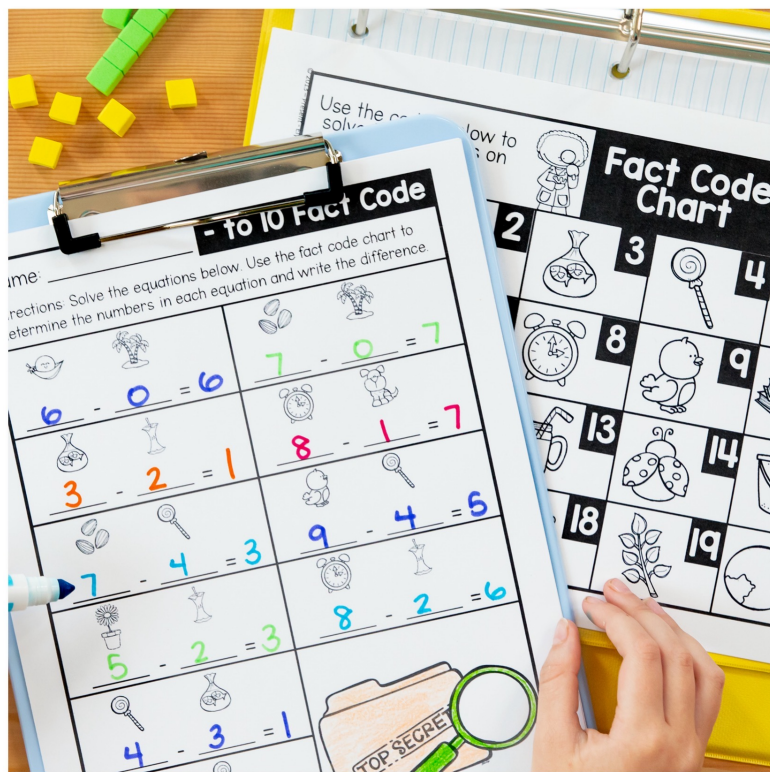 Use the
low to
solve
s on
Fact Code
Chart
2
3
4
8
9
13
14
18
19
- to 10 Fact Code
ame:
rections: Solve the equations below. Use the fact code chart to
etermine the numbers in each equation and write the difference.
6 - 0 = 6
7 - 0 = 7
3 - 2 = 1
8 - 1 = 7
7 - 4 = 3
9 - 4 = 5
5 - 2 = 3
8 - 2 = 6
4 - 3 = 1
TOP SECRET